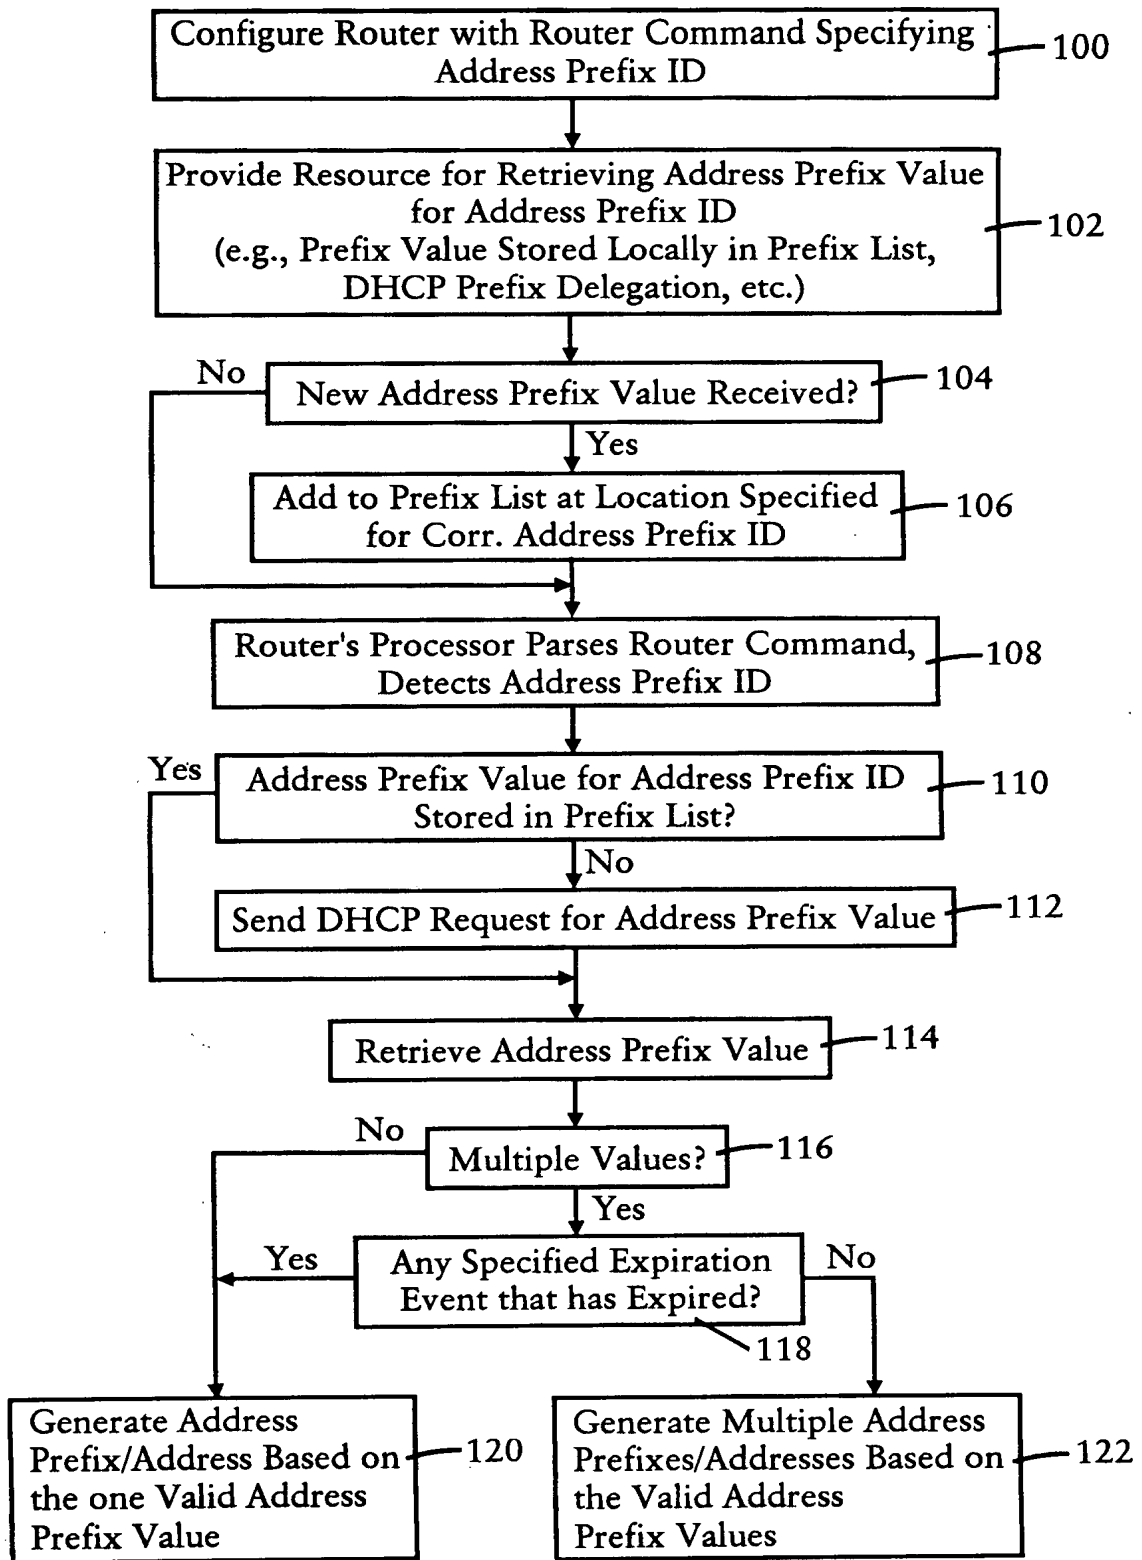 Configure Router with Router Command Specifying
Address Prefix ID
100
Provide Resource for Retrieving Address Prefix Value
for Address Prefix ID
(e.g., Prefix Value Stored Locally in Prefix List,
DHCP Prefix Delegation, etc.)
102
No
New Address Prefix Value Received?
104
Yes
Add to Prefix List at Location Specified
for Corr. Address Prefix ID
106
Router's Processor Parses Router Command,
Detects Address Prefix ID
108
Yes
Address Prefix Value for Address Prefix ID
Stored in Prefix List?
110
No
Send DHCP Request for Address Prefix Value
112
Retrieve Address Prefix Value
114
No
Multiple Values?
116
Yes
Yes
Any Specified Expiration
Event that has Expired?
No
118
Generate Address
Prefix/Address Based on
the one Valid Address
Prefix Value
120
Generate Multiple Address
Prefixes/Addresses Based on
the Valid Address
Prefix Values
122